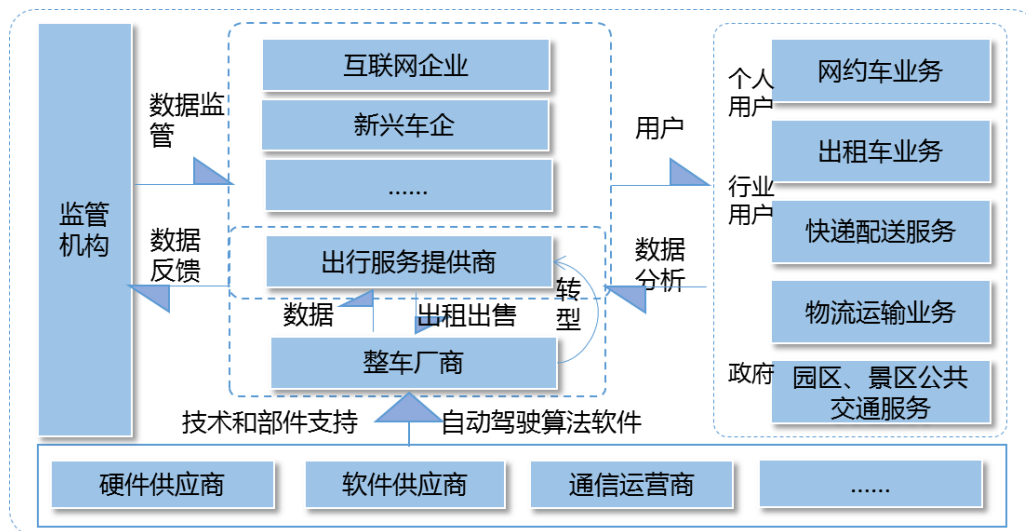 监管
机构
数据监
管
数据
反馈
互联网企业
新兴车企
......
出行服务提供商
数据
出租出售
转
型
整车厂商
技术和部件支持
自动驾驶算法软件
用户
数据
分析
个人
用户
行业
用户
政府
网约车业务
出租车业务
快递配送服务
物流运输业务
园区、景区公共
交通服务
硬件供应商
软件供应商
通信运营商
......